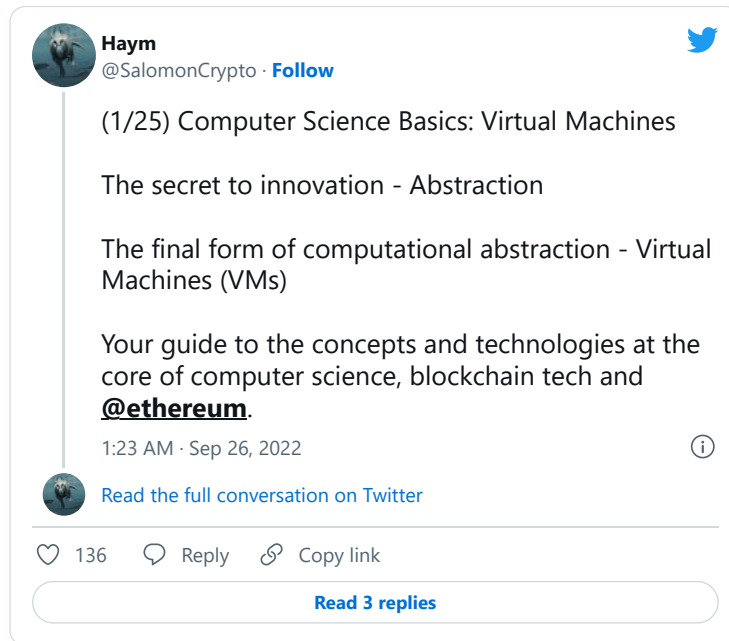 Haym
@SalomonCrypto · Follow
(1/25) Computer Science Basics: Virtual Machines
The secret to innovation - Abstraction
The final form of computational abstraction - Virtual
Machines (VMs)
Your guide to the concepts and technologies at the
core of computer science, blockchain tech and
@ethereum.
1:23 AM · Sep 26, 2022
Read the full conversation on Twitter
136 Reply Copy link
Read 3 replies